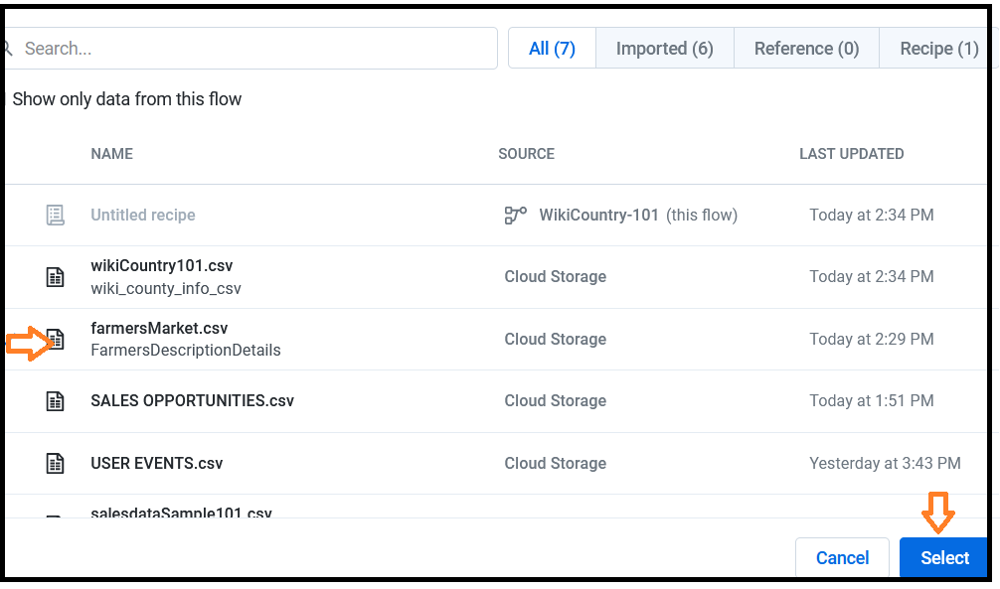 Search...
All (7) Imported (6) Reference (0) Recipe (1)
Show only data from this flow
NAME SOURCE LAST UPDATED
Untitled recipe WikiCountry-101 (this flow) Today at 2:34 PM
wikiCountry101.csv
wiki_county_info_csv
Cloud Storage Today at 2:34 PM
farmersMarket.csv
FarmersDescriptionDetails
Cloud Storage Today at 2:29 PM
SALES OPPORTUNITIES.csv Cloud Storage Today at 1:51 PM
USER EVENTS.csv Cloud Storage Yesterday at 3:43 PM
salesdataSample101.csv
Cancel Select